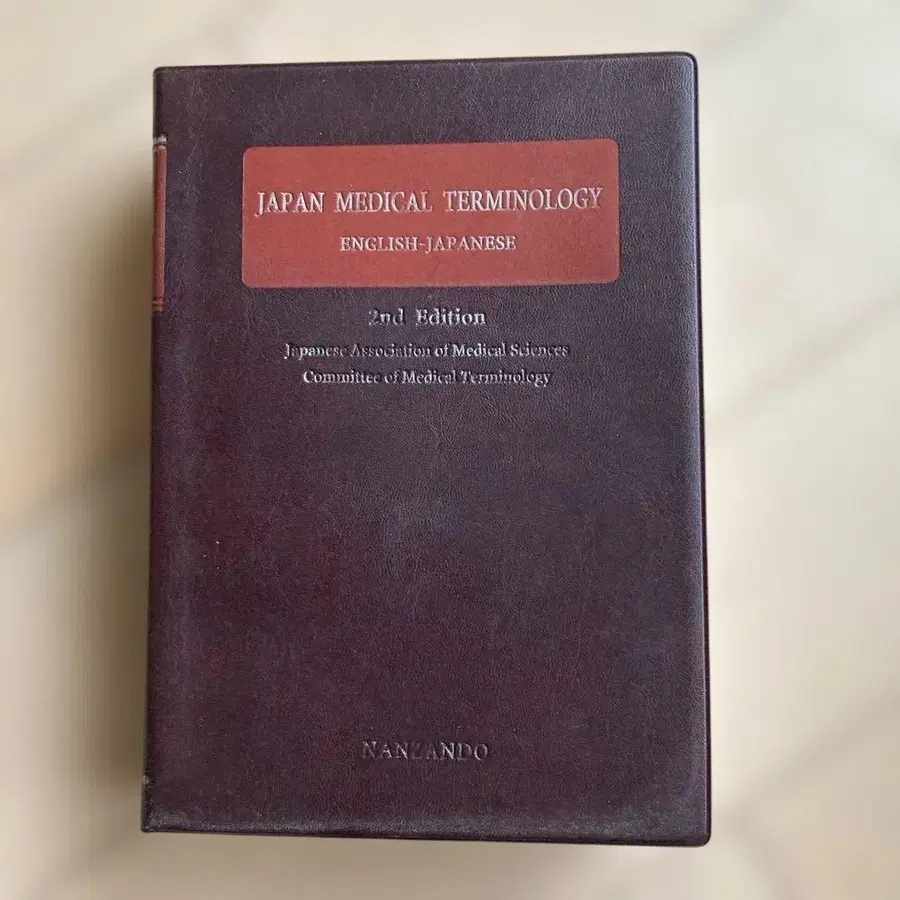 JAPAN MEDICAL TERMINOLOGY
ENGLISH-JAPANESE
2nd Edition
Japanese Association of Medical Sciences
Committee of Medical Terminology
NANZANDO